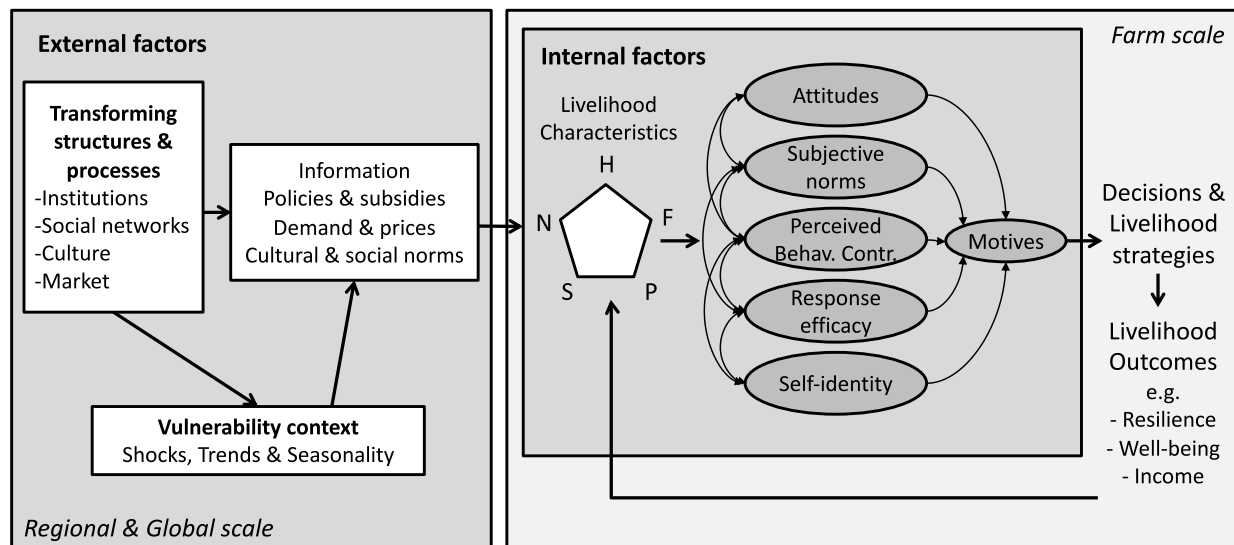 External factors
Transforming
structures &
processes
-Institutions
-Social networks
-Culture
-Market
Information
Policies & subsidies
Demand & prices
Cultural & social norms
Vulnerability context
Shocks, Trends & Seasonality
Regional & Global scale
Farm scale
Internal factors
Livelihood
Characteristics
H
N
F
S
P
Attitudes
Subjective
norms
Perceived
Behav. Contr.
Response
efficacy
Self-identity
Motives
Decisions &
Livelihood
strategies
Livelihood
Outcomes
e.g.
- Resilience
- Well-being
- Income